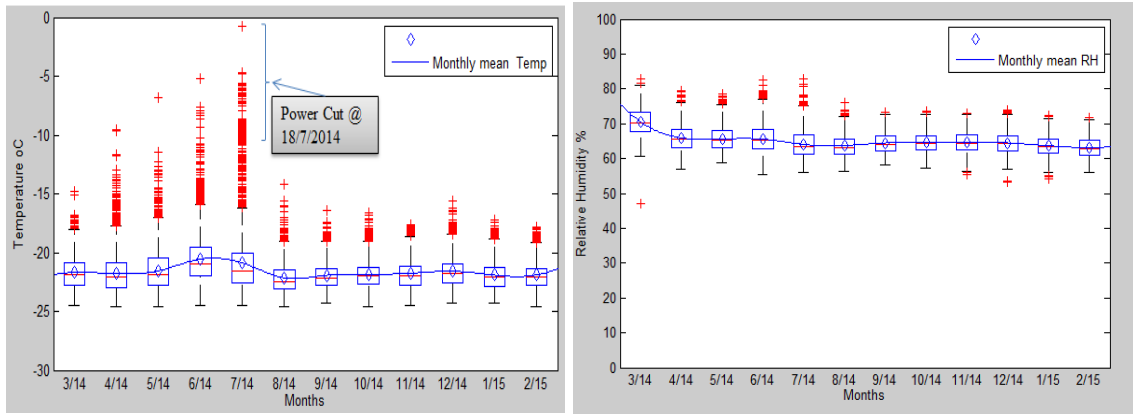 0
-5
-10
-15
-20
-25
-30
Temperature oC
Monthly mean Temp
Power Cut @
18/7/2014
3/14 4/14 5/14 6/14 7/14 8/14 9/14 10/14 11/14 12/14 1/15 2/15
Months
100
90
80
70
60
50
40
30
20
10
0
Relative Humidity %
Monthly mean RH
3/14 4/14 5/14 6/14 7/14 8/14 9/14 10/14 11/14 12/14 1/15 2/15
Months